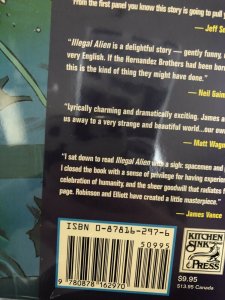 From the first panel you know this story is going to pull y
— Jeff S
"Illegal Alien is a delightful story — gently funny,
very English. If the Hernandez Brothers had been born
this is the kind of thing they might have done."
— Neil Gai
"Lyrically charming and dramatically exciting. James a
us away to a very strange and beautiful world...our ow
— Matt Wagn
"I sat down to read Illegal Alien with a sigh: spacemen and
I closed the book with a sense of privilege for having experien
celebration of humanity, and the sheer goodwill that radiates f
page. Robinson and Elliott have created a little masterpiece."
— James Vance
ISBN 0-87816-297-6
50995
9 780878 162970
KITCHEN
SINK
PRESS
$9.95
$13.95 Canada